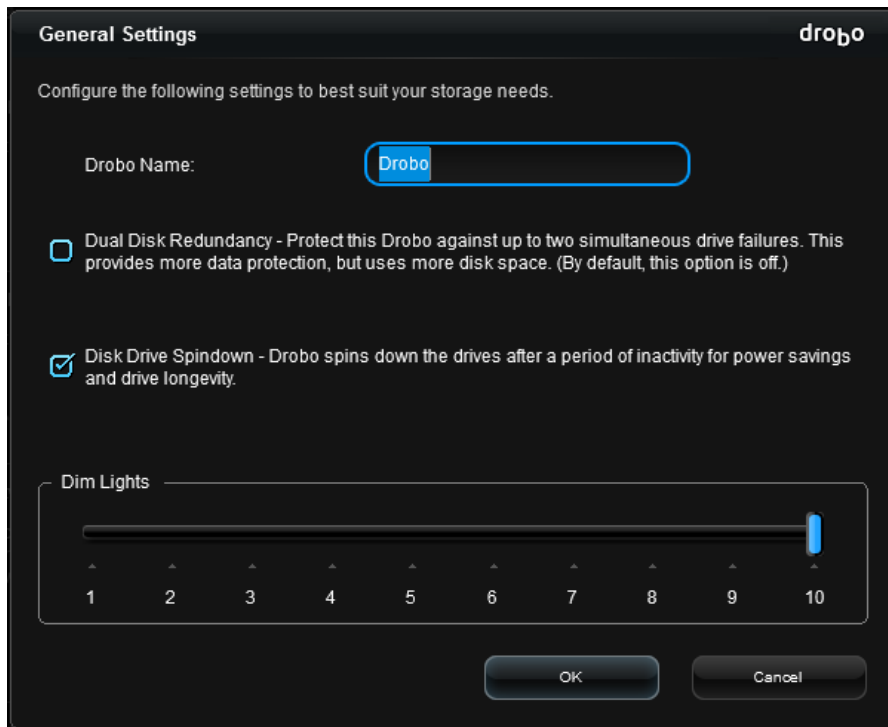 General Settings
drobo
Configure the following settings to best suit your storage needs.
Drobo Name:
Drobo
Dual Disk Redundancy - Protect this Drobo against up to two simultaneous drive failures. This
provides more data protection, but uses more disk space. (By default, this option is off.)
Disk Drive Spindown - Drobo spins down the drives after a period of inactivity for power savings
and drive longevity.
Dim Lights
1 2 3 4 5 6 7 8 9 10
OK
Cancel